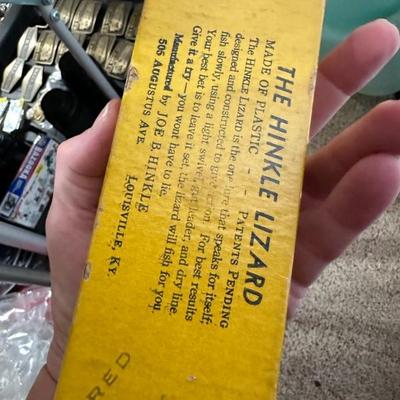 THE HINKLE LIZARD
MADE OF PLASTIC - - PATENTS PENDING
The HINKLE LIZARD is the one lure that speaks for itself;
designed and constructed to give action. For best results
fish slowly, using a light swivel, gut leader, and dry line.
Your best bet is to leave it set, the lizard will fish for you.
Give it a try — you wont have to lie.
Manufactured by JOE B. HINKLE
505 AUGUSTUS AVE. LOUISVILLE, KY.
RED